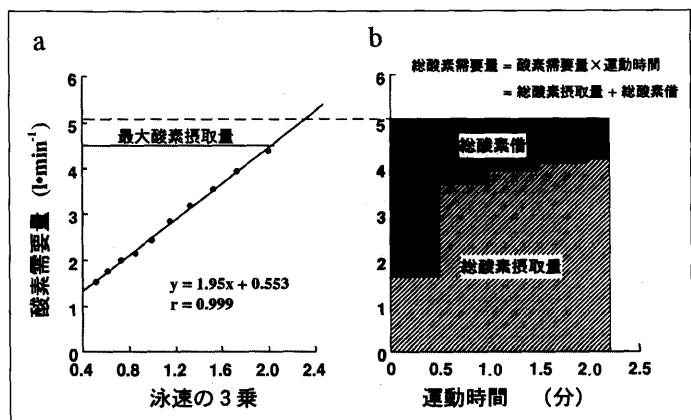 a
酸素需要量 (l•min⁻¹)
6
5
4
3
2
1
0
最大酸素摂取量
y = 1.95x + 0.553
r = 0.999
0.4 0.8 1.2 1.6 2.0 2.4
泳速の3乗
b
総酸素需要量 = 酸素需要量×運動時間
= 総酸素摂取量 + 総酸素借
6
5
4
3
2
1
0
総酸素借
総酸素摂取量
0 0.5 1.0 1.5 2.0 2.5
運動時間 (分)